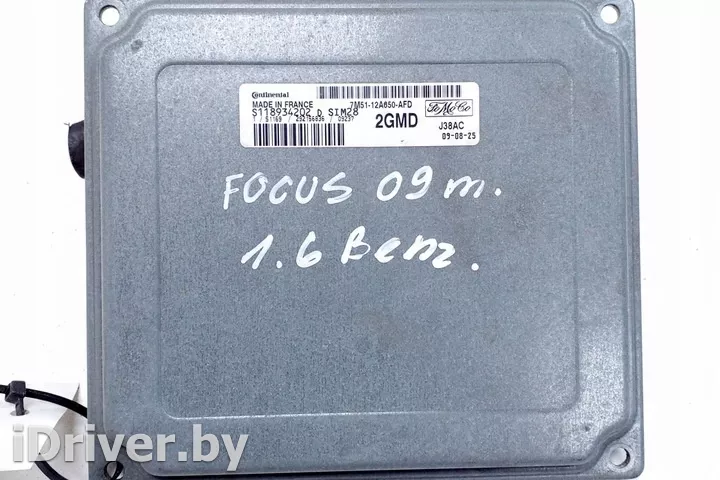 Continental
MADE IN FRANCE 7M51-12A650-AFD
S118934202 D SIM28
2GMD
FoMoCo
J38AC
09-08-25
FOCUS 09m.
1.6 Benz.
iDriver.by